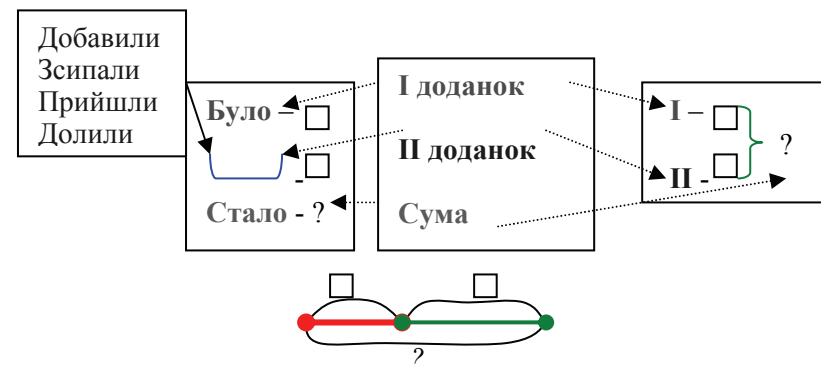 Добавили
Зсипали
Прийшли
Долили
Було –
-
Стало - ?
І доданок
ІІ доданок
Сума
І –
ІІ -
?
?